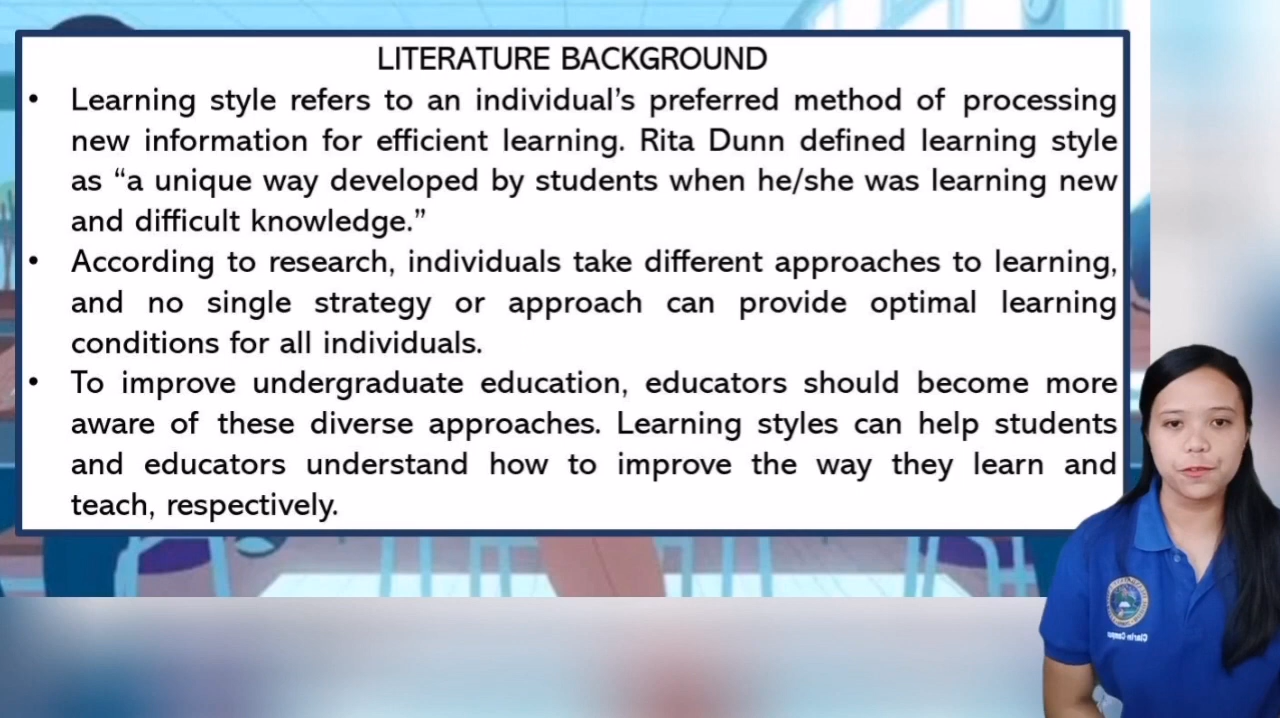 LITERATURE BACKGROUND
• Learning style refers to an individual’s preferred method of processing
new information for efficient learning. Rita Dunn defined learning style
as “a unique way developed by students when he/she was learning new
and difficult knowledge.”
• According to research, individuals take different approaches to learning,
and no single strategy or approach can provide optimal learning
conditions for all individuals.
• To improve undergraduate education, educators should become more
aware of these diverse approaches. Learning styles can help students
and educators understand how to improve the way they learn and
teach, respectively.
Clarin Campus